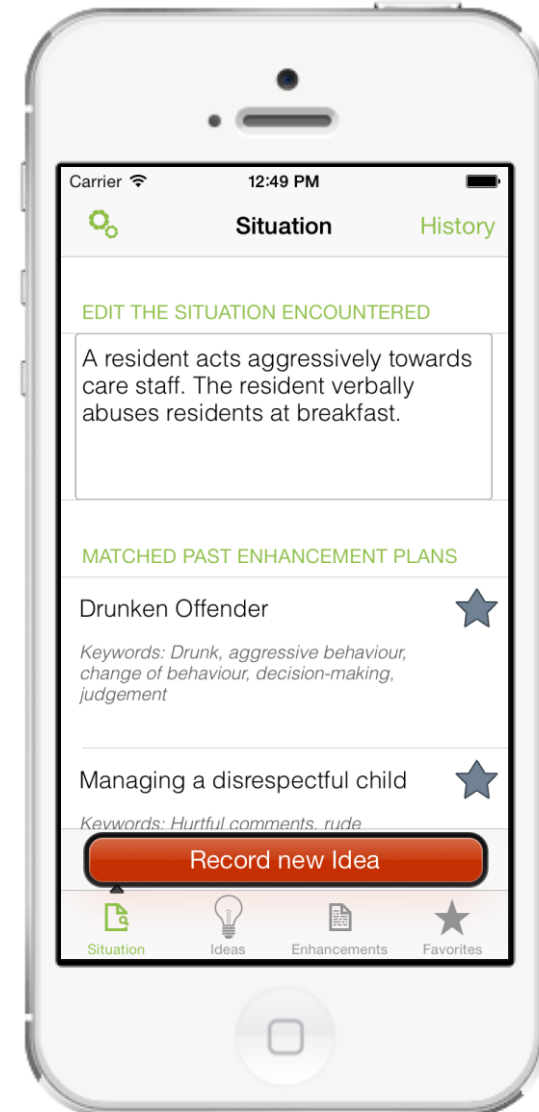 Carrier 12:49 PM
Situation History
EDIT THE SITUATION ENCOUNTERED
A resident acts aggressively towards
care staff. The resident verbally
abuses residents at breakfast.
MATCHED PAST ENHANCEMENT PLANS
Drunken Offender
Keywords: Drunk, aggressive behaviour,
change of behaviour, decision-making,
judgement
Managing a disrespectful child
Keywords: Hurtful comments, rude
Record new Idea
Situation Ideas Enhancements Favorites